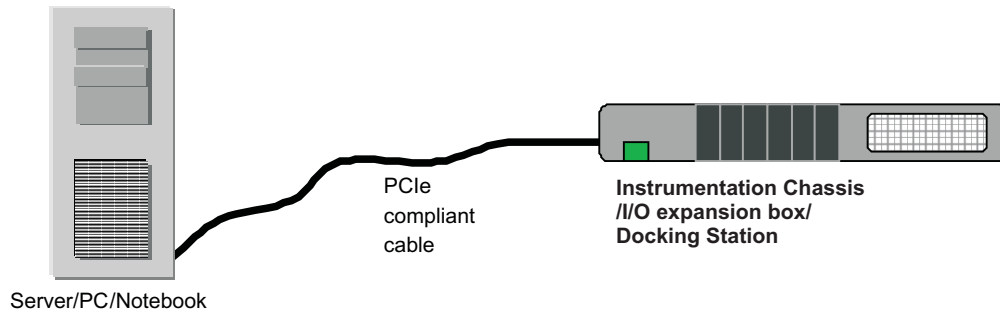 PCIe
compliant
cable
Instrumentation Chassis
/I/O expansion box/
Docking Station
Server/PC/Notebook